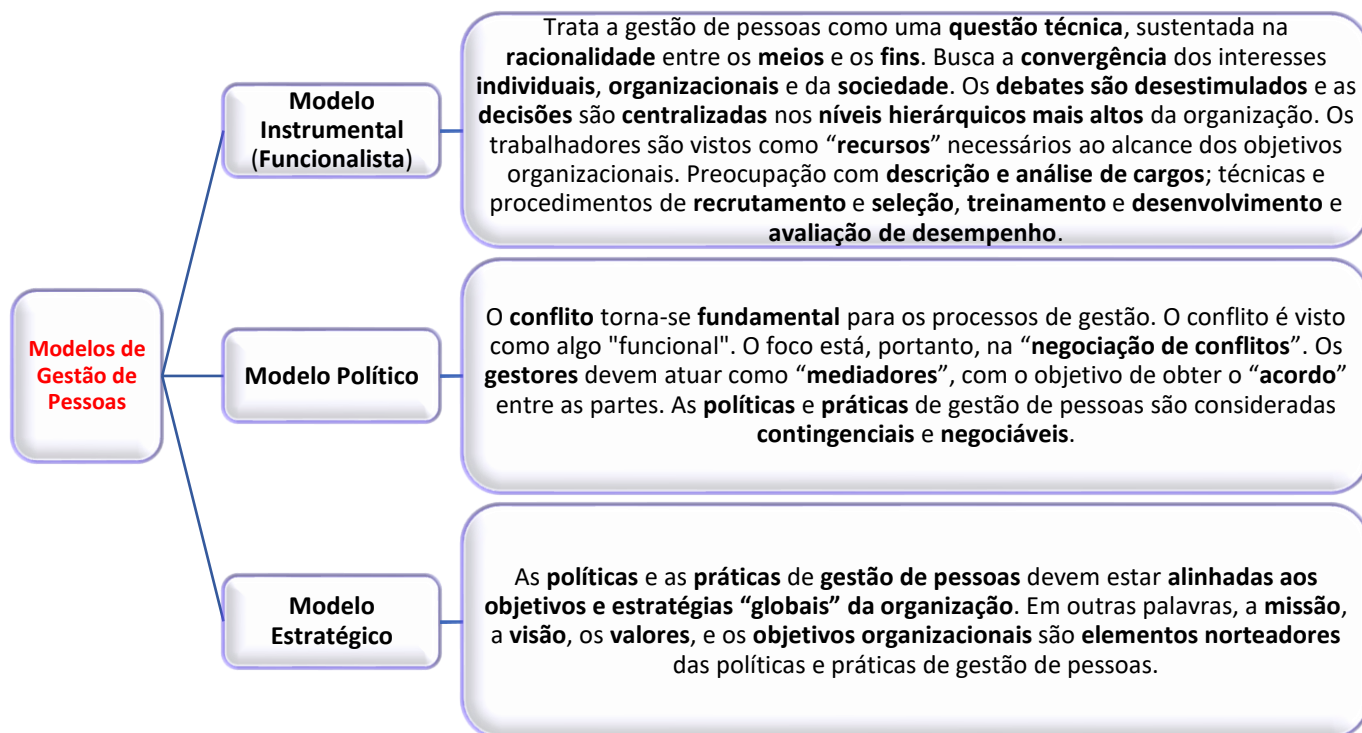 Modelos de
Gestão de
Pessoas
Modelo
Instrumental
(Funcionalista)
Trata a gestão de pessoas como uma questão técnica, sustentada na
racionalidade entre os meios e os fins. Busca a convergência dos interesses
individuais, organizacionais e da sociedade. Os debates são desestimulados e as
decisões são centralizadas nos níveis hierárquicos mais altos da organização. Os
trabalhadores são vistos como “recursos” necessários ao alcance dos objetivos
organizacionais. Preocupação com descrição e análise de cargos; técnicas e
procedimentos de recrutamento e seleção, treinamento e desenvolvimento e
avaliação de desempenho.
Modelo Político
O conflito torna-se fundamental para os processos de gestão. O conflito é visto
como algo "funcional". O foco está, portanto, na “negociação de conflitos”. Os
gestores devem atuar como “mediadores”, com o objetivo de obter o “acordo”
entre as partes. As políticas e práticas de gestão de pessoas são consideradas
contingenciais e negociáveis.
Modelo
Estratégico
As políticas e as práticas de gestão de pessoas devem estar alinhadas aos
objetivos e estratégias “globais” da organização. Em outras palavras, a missão,
a visão, os valores, e os objetivos organizacionais são elementos norteadores
das políticas e práticas de gestão de pessoas.